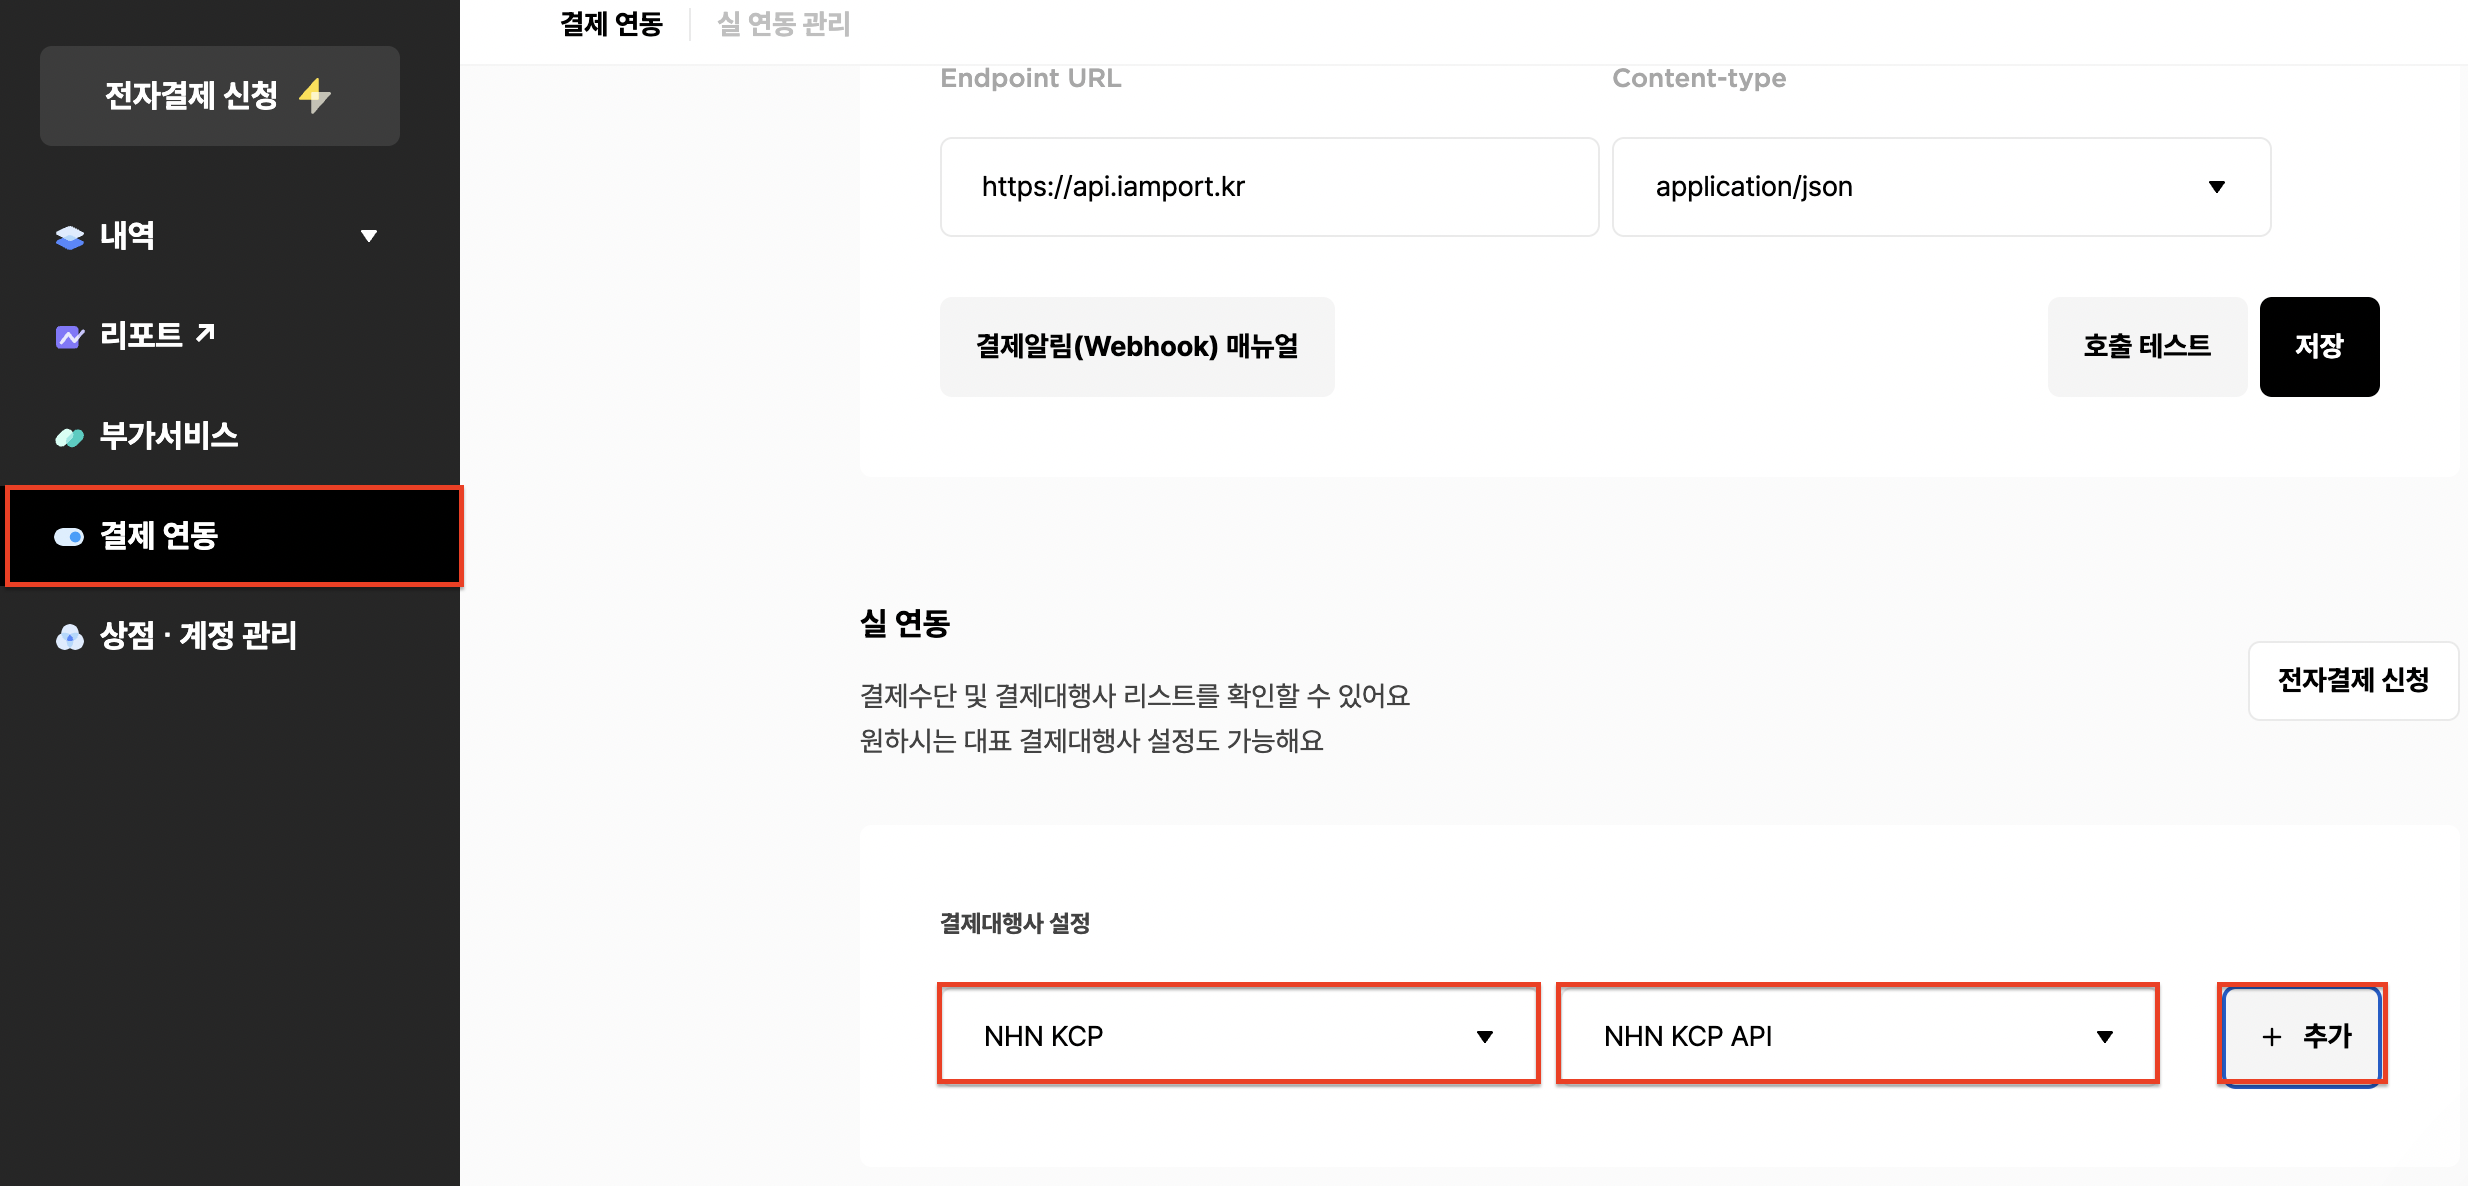 전자결제 신청
내역
리포트
부가서비스
결제 연동
상점 · 계정 관리
결제 연동
실 연동 관리
Endpoint URL
Content-type
https://api.iamport.kr
application/json
결제알림(Webhook) 매뉴얼
호출 테스트
저장
실 연동
결제수단 및 결제대행사 리스트를 확인할 수 있어요
원하시는 대표 결제대행사 설정도 가능해요
전자결제 신청
결제대행사 설정
NHN KCP
NHN KCP API
+ 추가